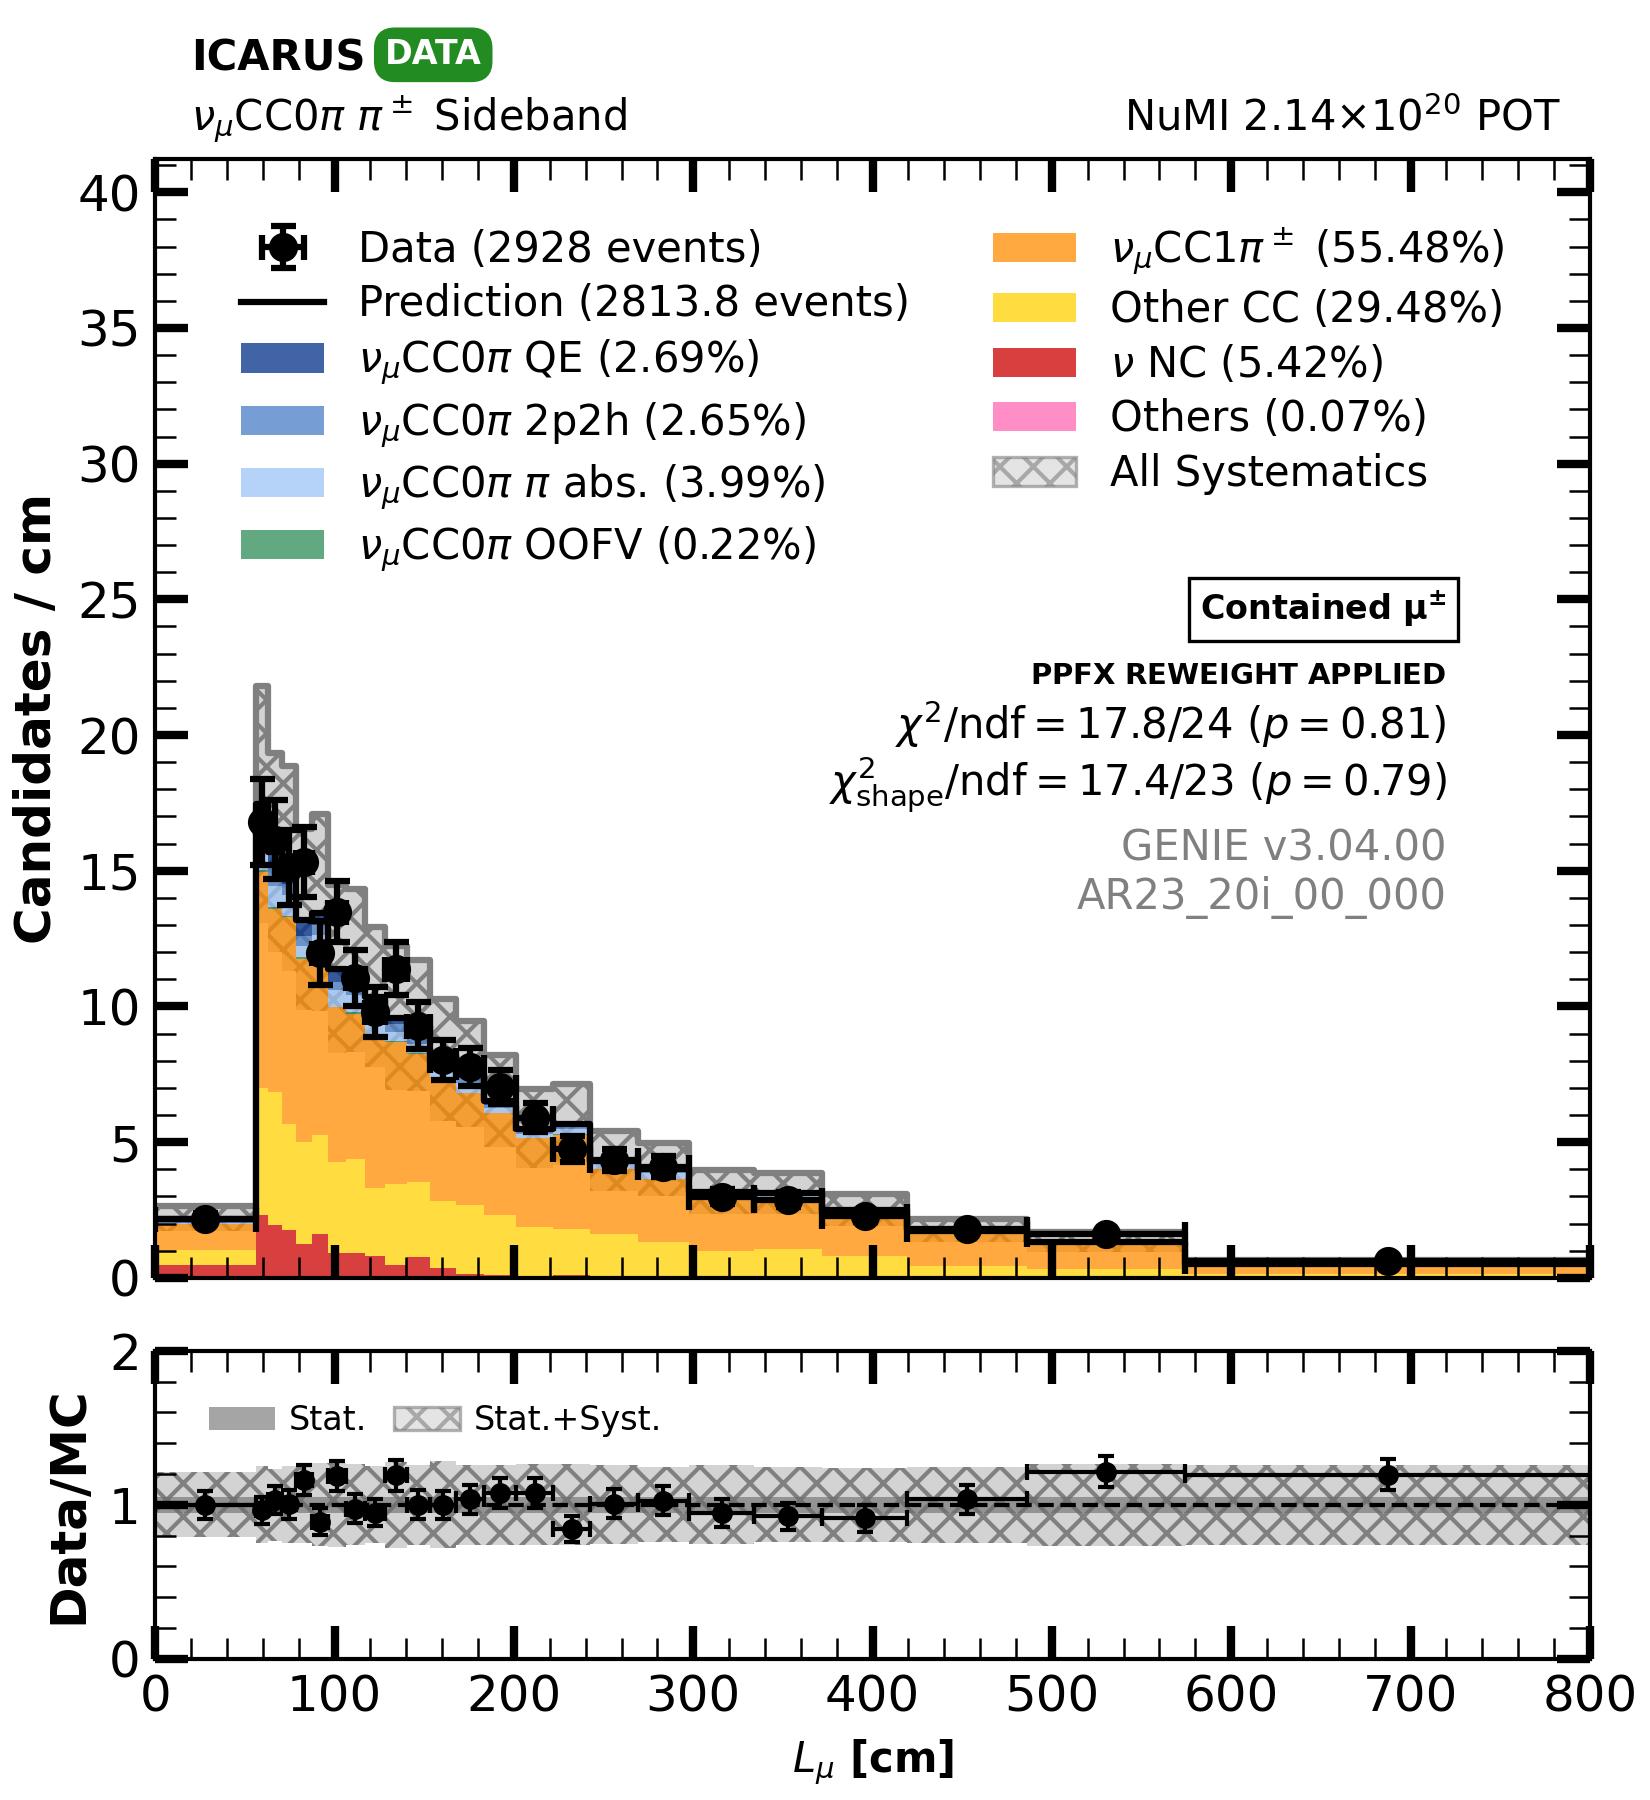 ICARUS DATA
νμCC0π π± Sideband
NuMI 2.14×10²⁰ POT
40
35
30
25
20
15
10
5
0
Candidates / cm
Data (2928 events)
Prediction (2813.8 events)
νμCC0π QE (2.69%)
νμCC0π 2p2h (2.65%)
νμCC0π π abs. (3.99%)
νμCC0π OOFV (0.22%)
νμCC1π± (55.48%)
Other CC (29.48%)
ν NC (5.42%)
Others (0.07%)
All Systematics
Contained μ±
PPFX REWEIGHT APPLIED
χ²/ndf = 17.8/24 (p = 0.81)
χ²shape/ndf = 17.4/23 (p = 0.79)
GENIE v3.04.00
AR23_20i_00_000
2
1
0
Data/MC
Stat.
Stat.+Syst.
0 100 200 300 400 500 600 700 800
Lμ [cm]